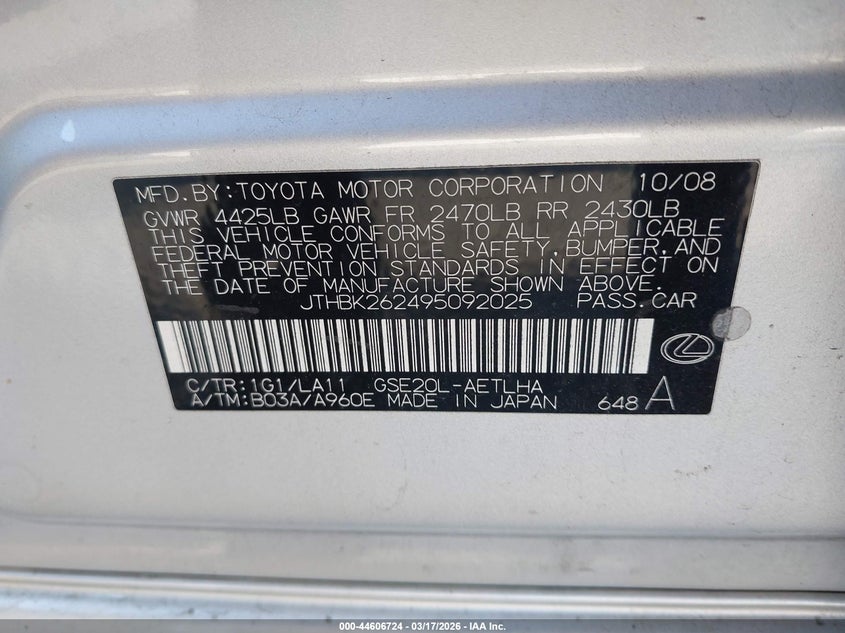 MFD.BY:TOYOTA MOTOR CORPORATION 10/08
GVWR 4425LB GAWR FR 2470LB RR 2430LB
THIS VEHICLE CONFORMS TO ALL APPLICABLE
FEDERAL MOTOR VEHICLE SAFETY,BUMPER,AND
THEFT PREVENTION STANDARDS IN EFFECT ON
THE DATE OF MANUFACTURE SHOWN ABOVE.
JTHBK262495092025 PASS.CAR
C/TR:1G1/LA11 GSE20L-AETLHA
A/TM:B03A/A960E MADE IN JAPAN 648 A
000-44606724 - 03/17/2026 - IAA Inc.